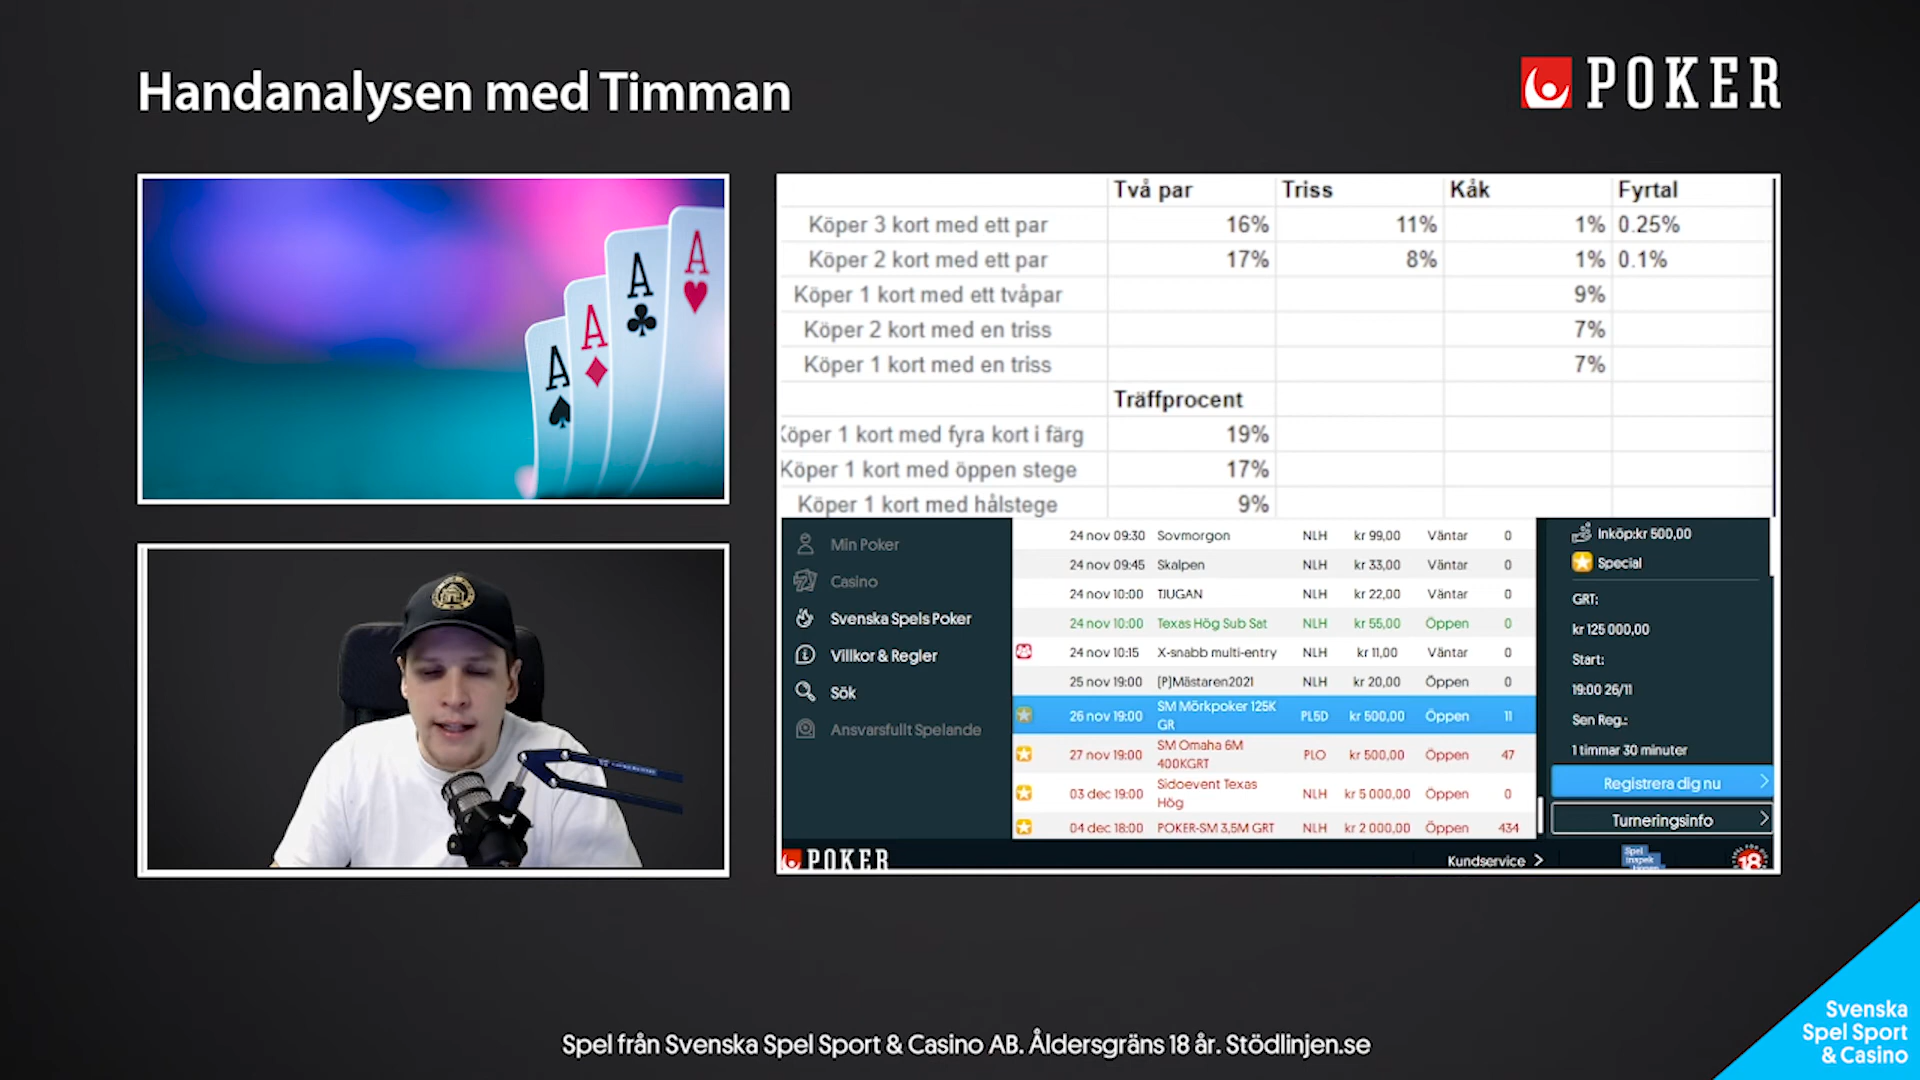 Handanalysen med Timman
POKER
A
A
A
A
Två par Triss Kåk Fyrtal
Köper 3 kort med ett par 16% 11% 1% 0.25%
Köper 2 kort med ett par 17% 8% 1% 0.1%
Köper 1 kort med ett tvåpar 9%
Köper 2 kort med en triss 7%
Köper 1 kort med en triss 7%
Träffprocent
Köper 1 kort med fyra kort i färg 19%
Köper 1 kort med öppen stege 17%
Köper 1 kort med hålstege 9%
Min Poker
Casino
Svenska Spels Poker
Villkor & Regler
Sök
Ansvarsfullt Spelande
24 nov 09:30 Sovmorgon NLH kr 99,00 Väntar 0
24 nov 09:45 Skalpen NLH kr 33,00 Väntar 0
24 nov 10:00 TJUGAN NLH kr 22,00 Väntar 0
24 nov 10:00 Texas Hög Sub Sat NLH kr 55,00 Öppen 0
24 nov 10:15 X-snabb multi-entry NLH kr 11,00 Väntar 0
25 nov 19:00 (P)Mästaren2021 NLH kr 20,00 Öppen 0
26 nov 19:00 SM Mörkpoker 125K GR PL5D kr 500,00 Öppen 11
27 nov 19:00 SM Omaha 6M 400KGRT PLO kr 500,00 Öppen 47
03 dec 19:00 Sidoevent Texas Hög NLH kr 5 000,00 Öppen 0
04 dec 18:00 POKER-SM 3,5M GRT NLH kr 2 000,00 Öppen 434
Inköp:kr 500,00
Special
GRT:
kr 125 000,00
Start:
19:00 26/11
Sen Reg.:
1 timmar 30 minuter
Registrera dig nu
Turneringsinfo
POKER
Kundservice
Spel
inspek
18
Spel från Svenska Spel Sport & Casino AB. Åldersgräns 18 år. Stödlinjen.se
Svenska
Spel Sport
& Casino